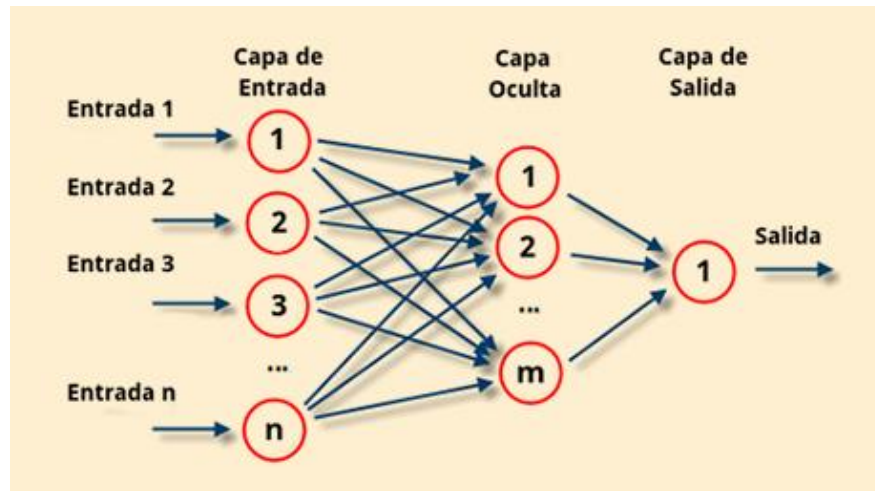 Capa de
Entrada
Capa
Oculta
Capa de
Salida
Entrada 1
1
Entrada 2
2
Entrada 3
3
...
Entrada n
n
1
2
...
m
1
Salida